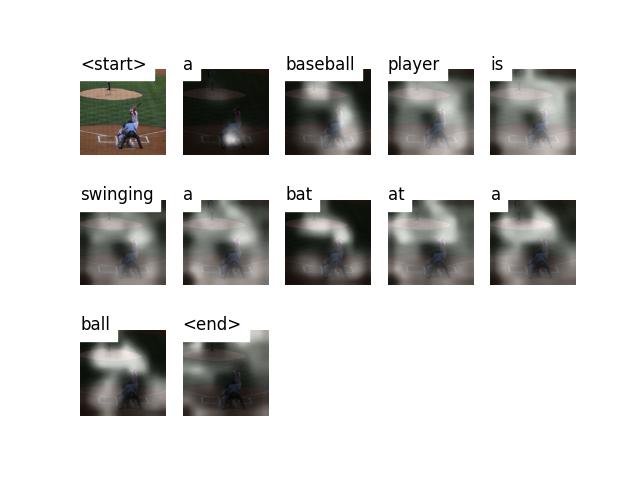 <start> a baseball player is
swinging a bat at a
ball <end>